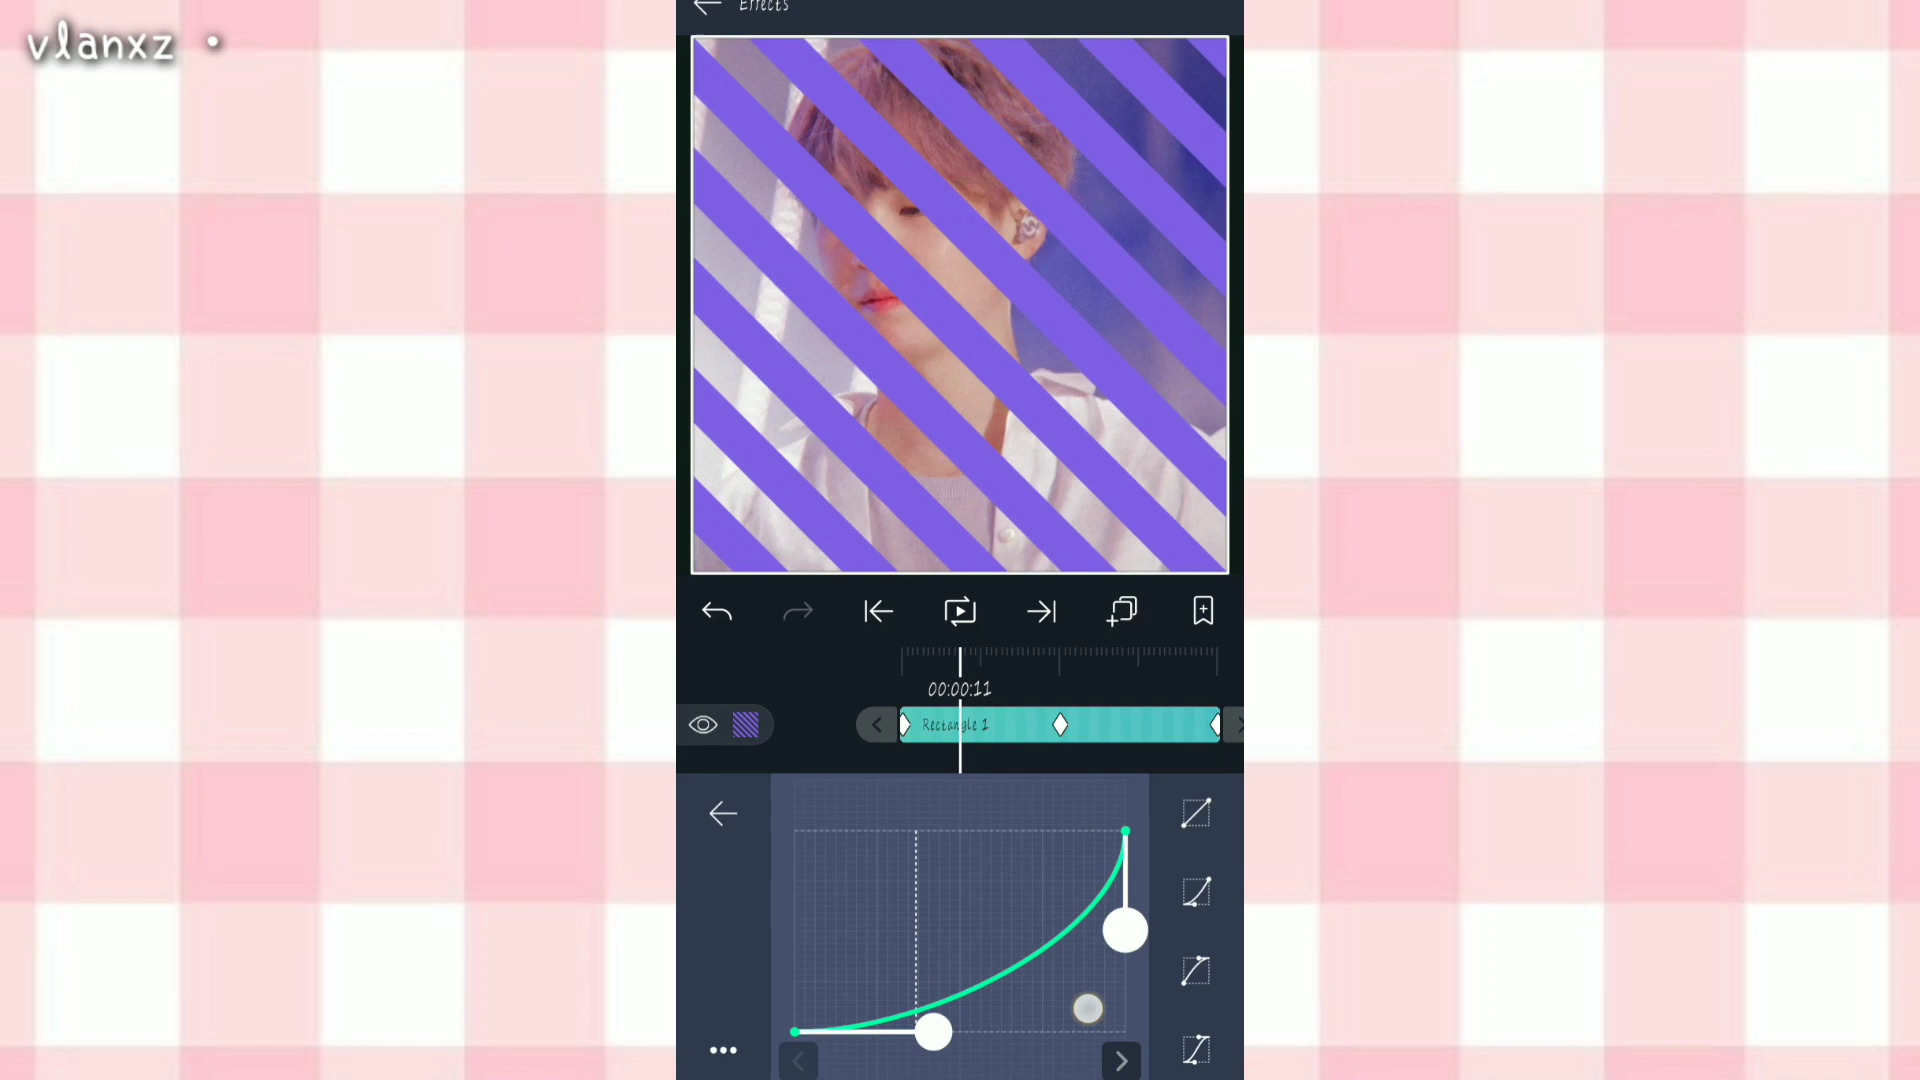 vlanxz •
Effects
00:00:11
Rectangle 1